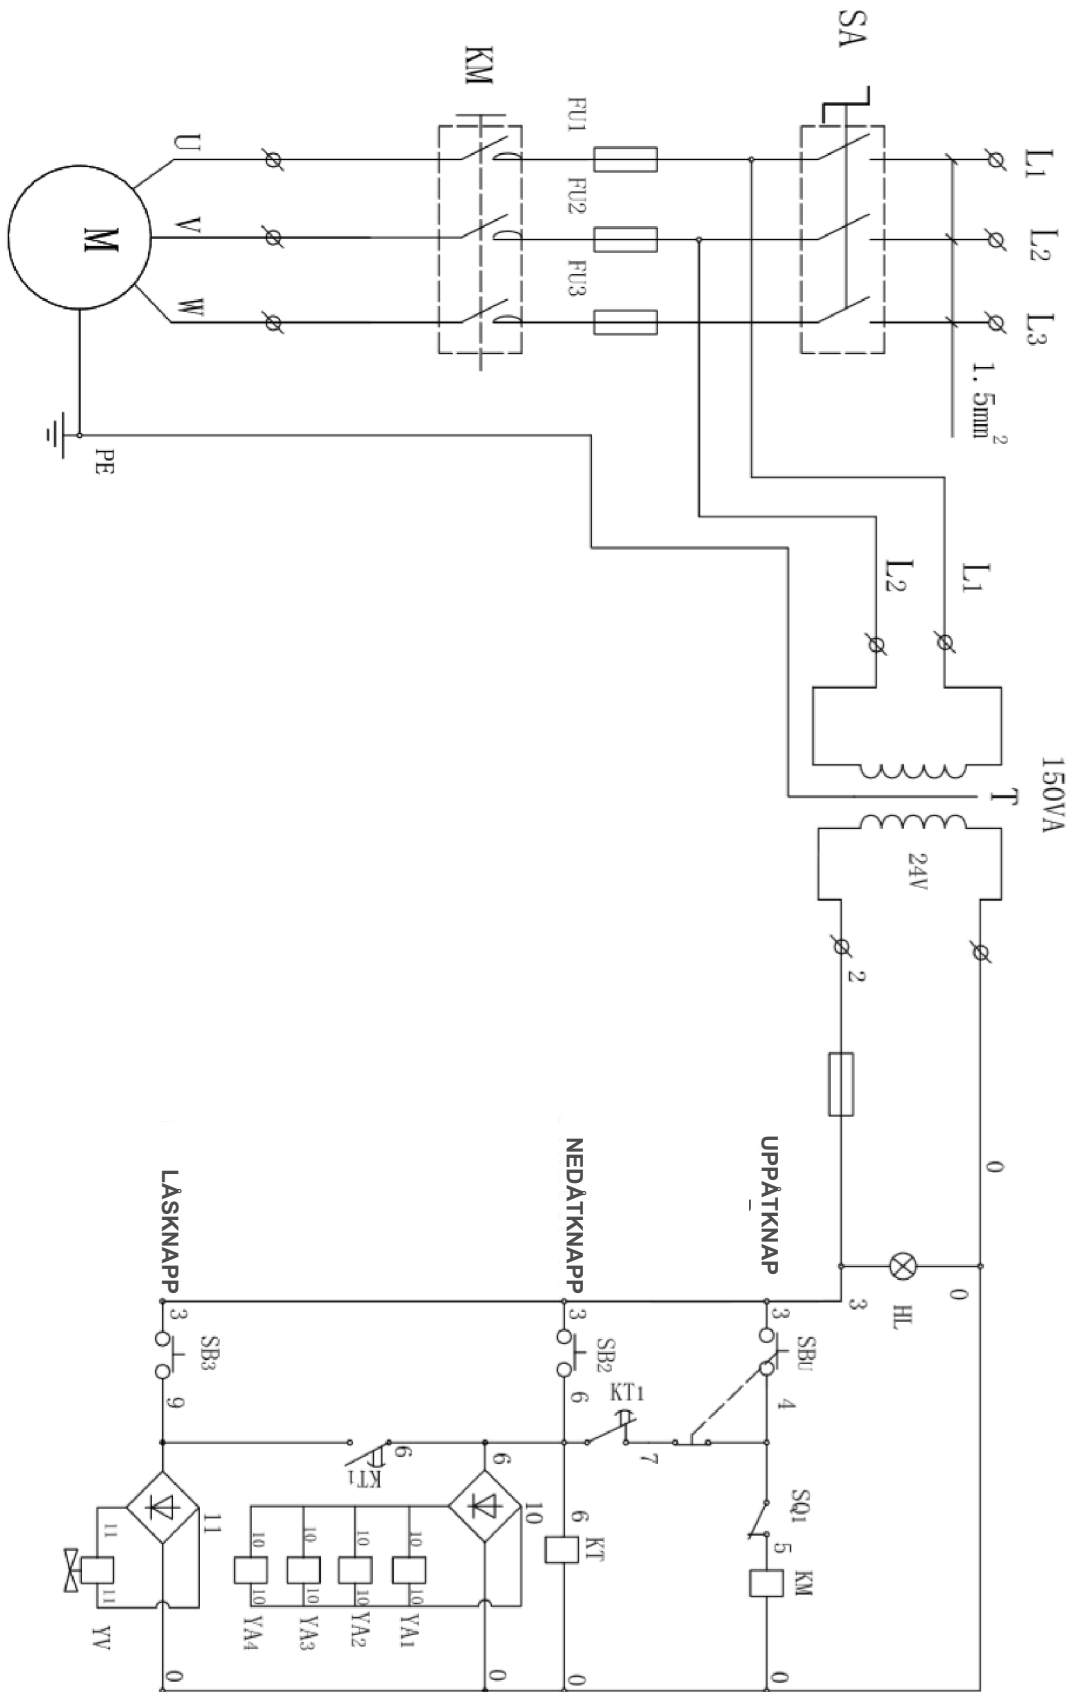 L1
L2
L3
SA
1.5mm²
FU1
FU2
FU3
KM
U
V
W
M
PE
L1
L2
150VA
T
24V
2
0
0
HL
3
UPPÅTKNAP
NEDÅTKNAPP
LÅSKNAPP
3
SBU
4
SQ1
5
KM
0
3
SB2
6
KT1
7
6
KT
0
6
10
10
10
YA1
10
10
YA2
10
10
YA3
10
10
YA4
0
6
KT1
3
SB3
9
11
11
11
YV
0